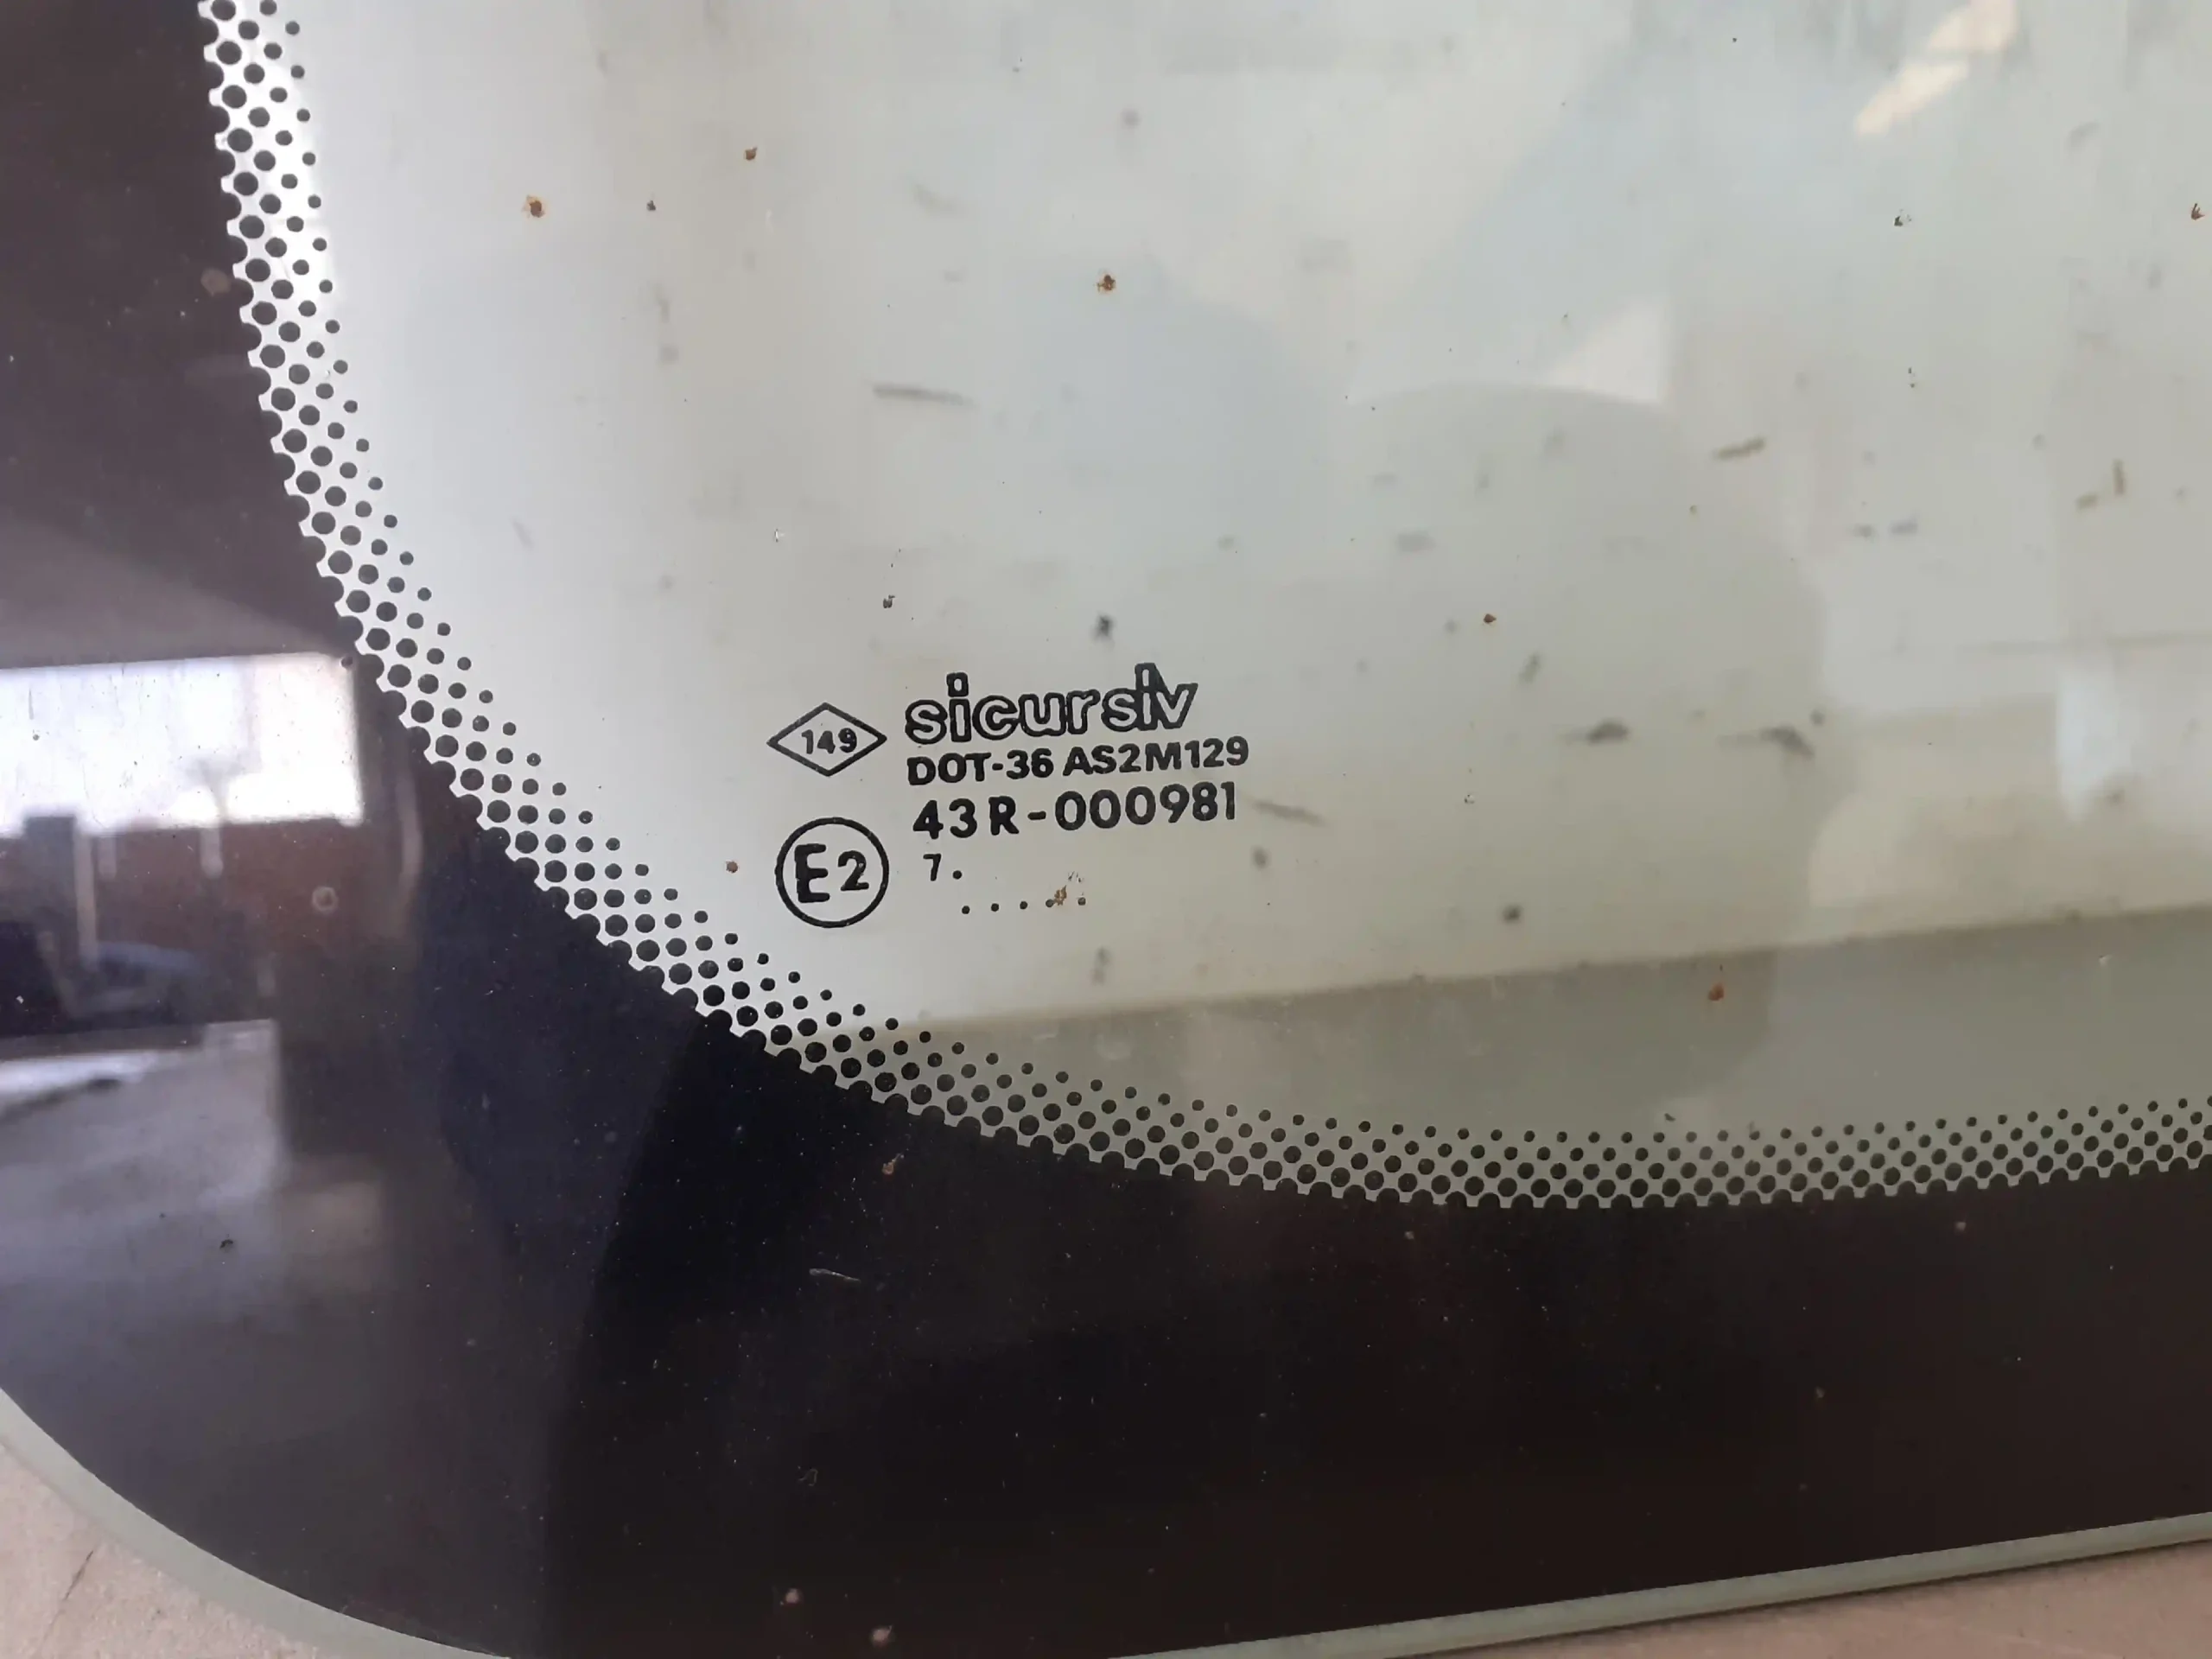 149
sicursiv
DOT-36 AS2M129
43R-000981
E2
7.
. . . . .